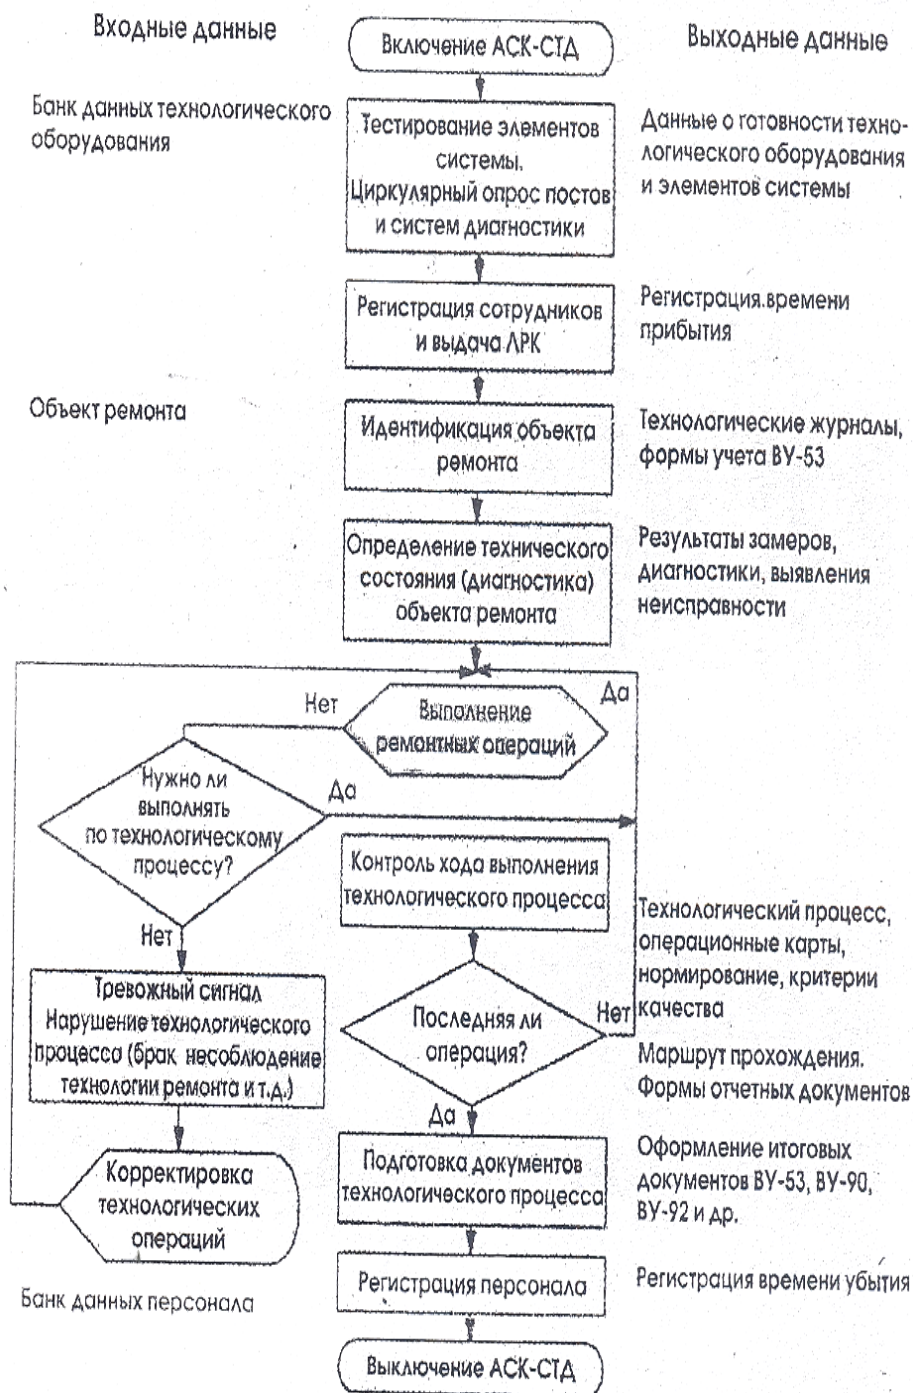 Входные данные
Включение АСК-СТД
Выходные данные
Банк данных технологического
оборудования
Тестирование элементов
системы.
Циркулярный опрос постов
и систем диагностики
Данные о готовности техно-
логического оборудования
и элементов системы
Регистрация сотрудников
и выдача ЛРК
Регистрация.времени
прибытия
Объект ремонта
Идентификация объекта
ремонта
Технологические журналы,
формы учета ВУ-53
Определение технического
состояния (диагностика)
объекта ремонта
Результаты замеров,
диагностики, выявления
неисправности
Нет
Выполнение
ремонтных операций
Да
Нужно ли
выполнять
по технологическому
процессу?
Да
Контроль хода выполнения
технологического процесса
Технологический процесс,
операционные карты,
нормирование, критерии
качества
Нет
Тревожный сигнал
Нарушение технологического
процесса (брак несоблюдение
технологии ремонта и т.д.)
Последняя ли
операция?
Нет
Маршрут прохождения.
Формы отчетных документов
Да
Корректировка
технологических
операций
Подготовка документов
технологического процесса
Оформление итоговых
документов ВУ-53, ВУ-90,
ВУ-92 и др.
Банк данных персонала
Регистрация персонала
Регистрация времени убытия
Выключение АСК-СТД